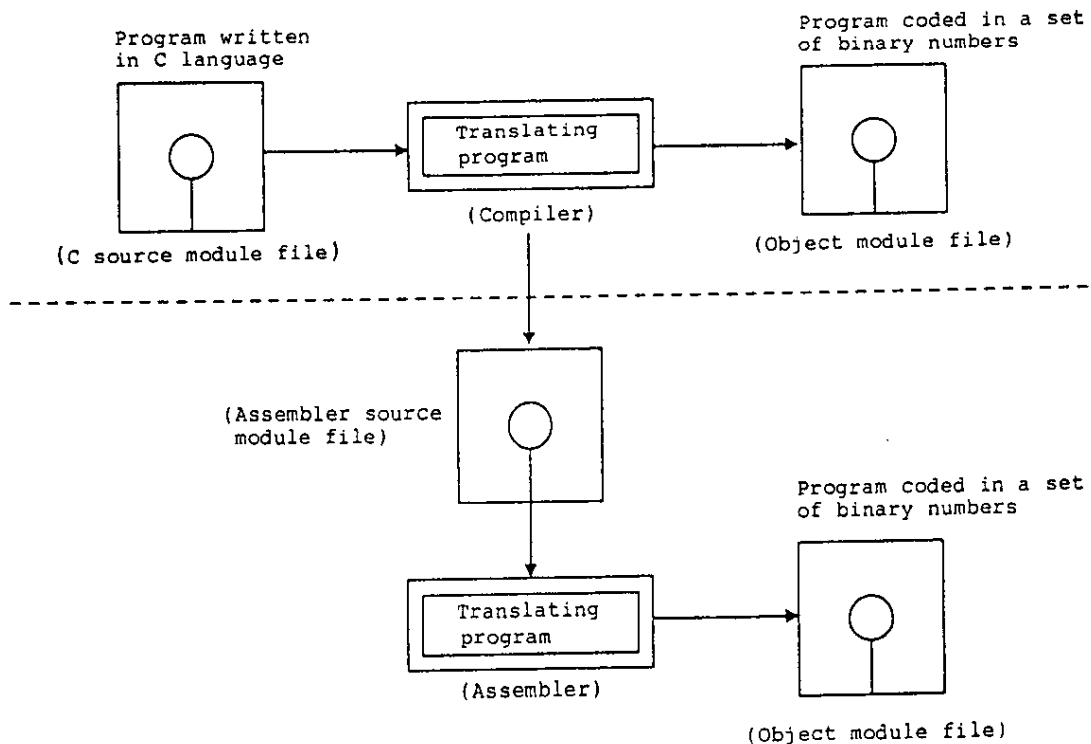 Program written
in C language
Program coded in a set
of binary numbers
Translating
program
(Compiler)
(C source module file)
(Object module file)
(Assembler source
module file)
Program coded in a set
of binary numbers
Translating
program
(Assembler)
(Object module file)